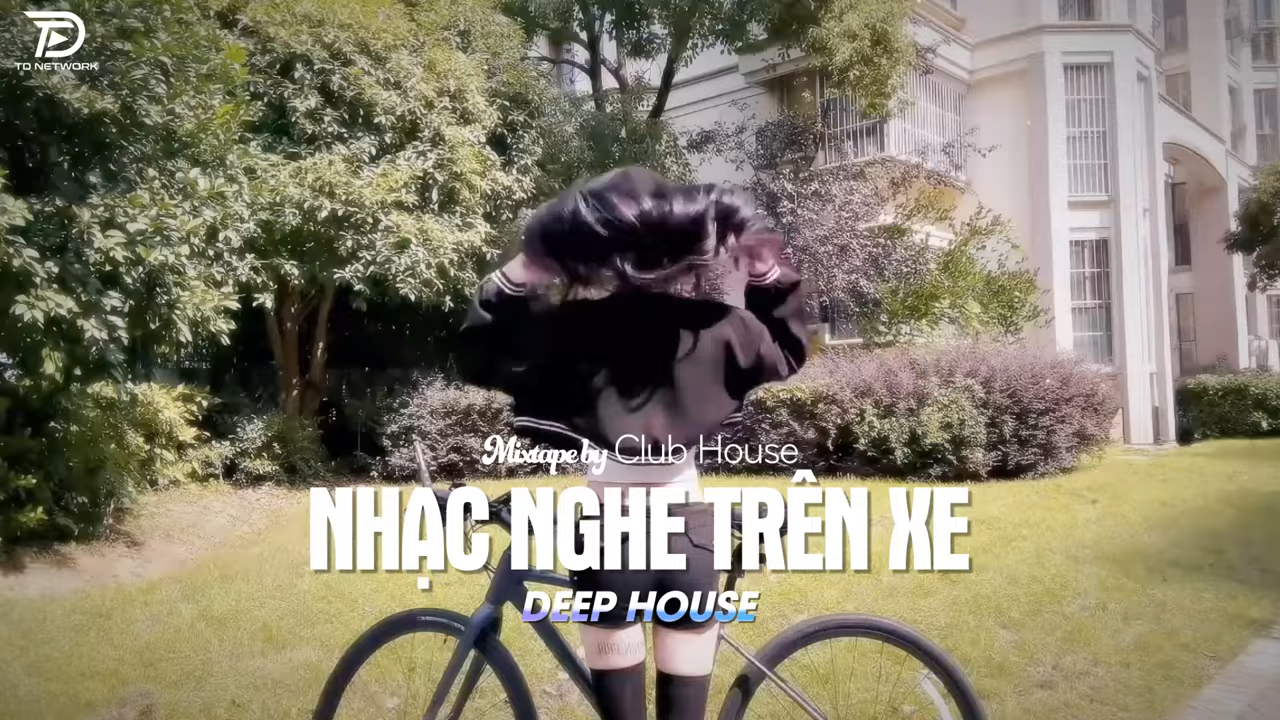 TD NETWORK
Mixtape by Club House
NHẠC NGHE TRÊN XE
DEEP HOUSE